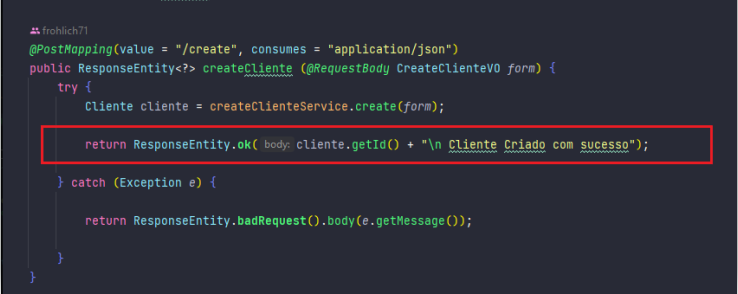 frohlich71
@PostMapping(value = "/create", consumes = "application/json")
public ResponseEntity<?> createCliente (@RequestBody CreateClienteVO form) {
try {
Cliente cliente = createClienteService.create(form);
return ResponseEntity.ok( body: cliente.getId() + "\n Cliente Criado com sucesso");
} catch (Exception e) {
return ResponseEntity.badRequest().body(e.getMessage());
}
}